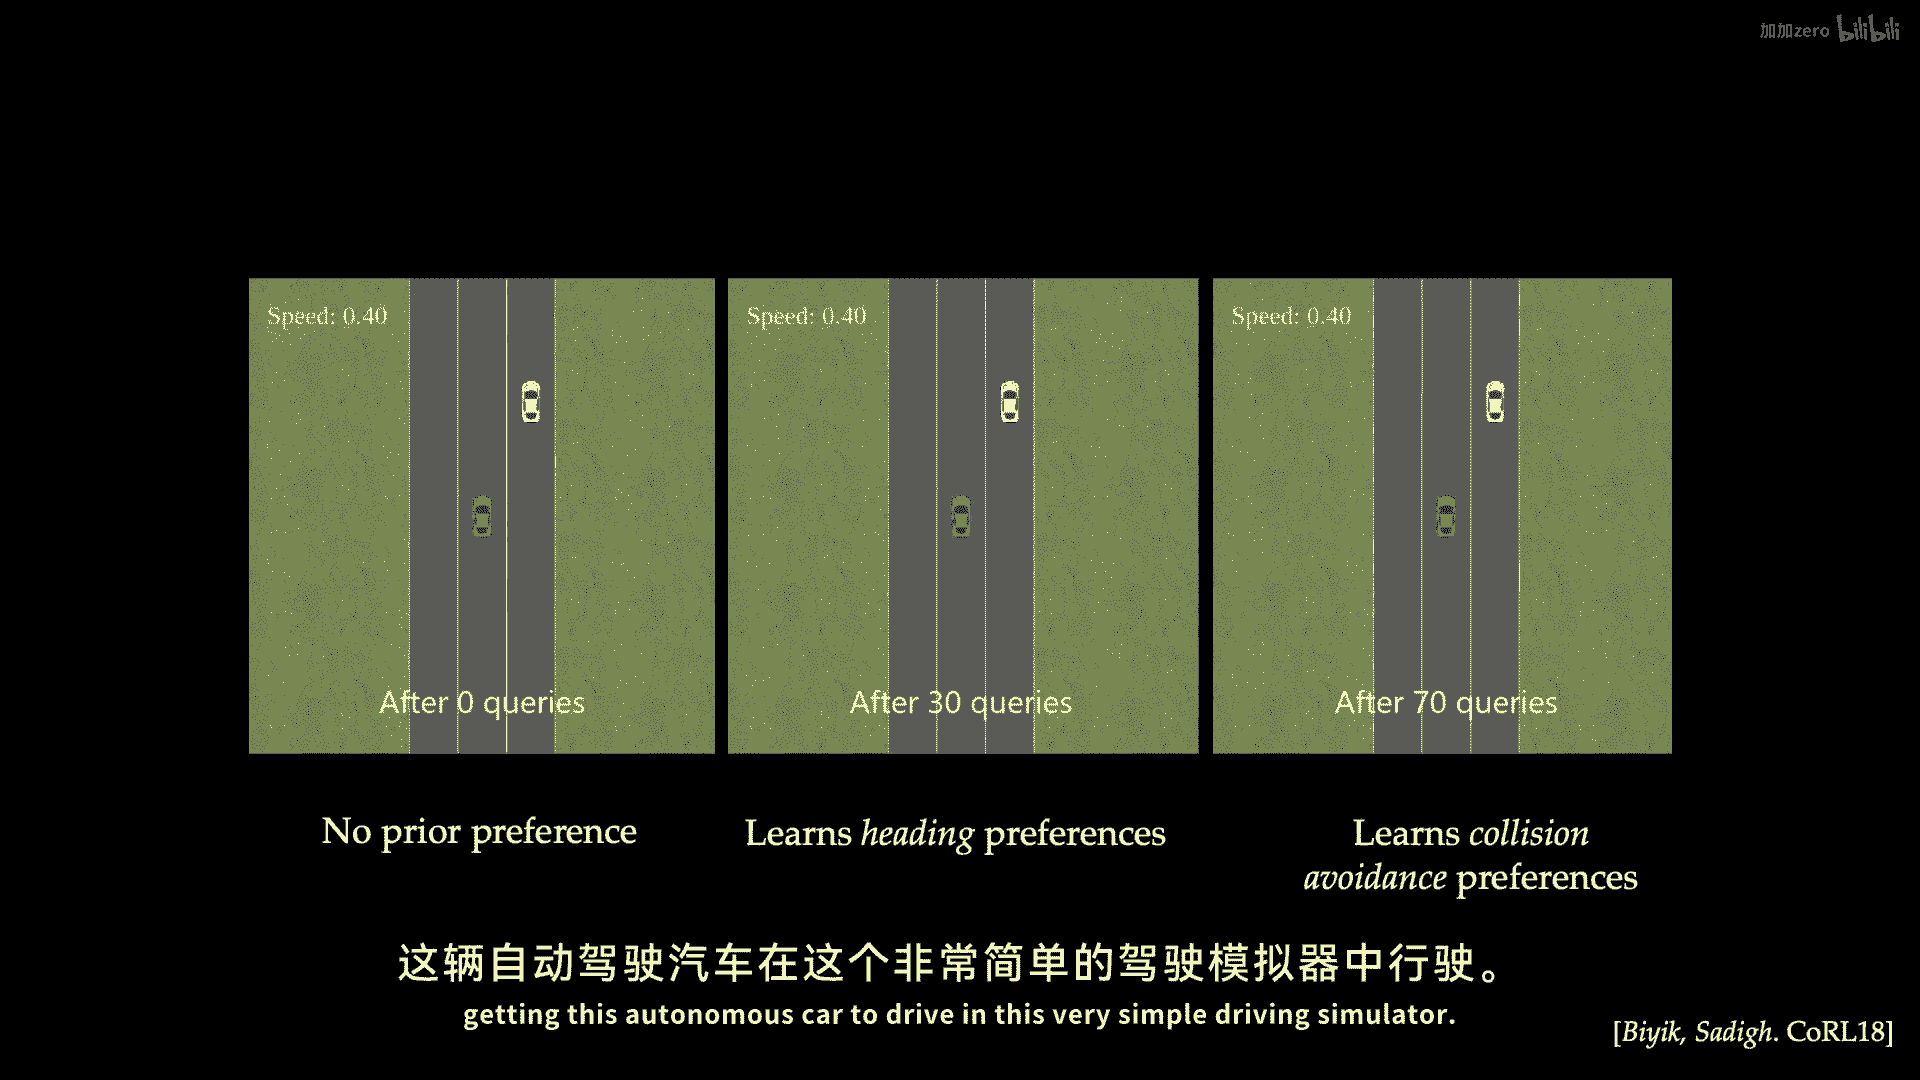 加加zero bilibili
Speed: 0.40
Speed: 0.40
Speed: 0.40
After 0 queries
After 30 queries
After 70 queries
No prior preference
Learns heading preferences
Learns collision
avoidance preferences
这辆自动驾驶汽车在这个非常简单的驾驶模拟器中行驶。
getting this autonomous car to drive in this very simple driving simulator.
[Biyik, Sadigh. CoRL18]